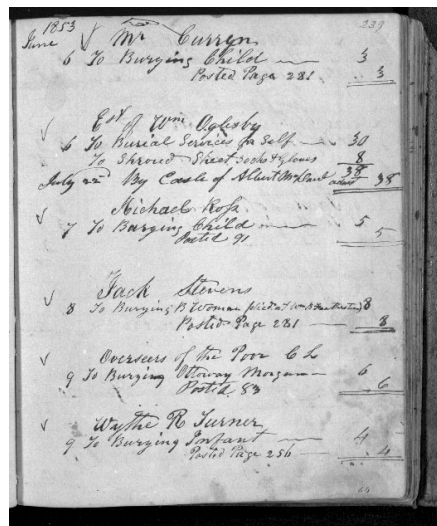 1853 239
June Mr Curren
6 To Burying Child 3
Posted Page 281 3
Est of Wm Oglesby
6 To Burial Services for Self 30
To Shroud Sheet Socks & Gloves 8
38
July 22d By Cash of Albert 38
Michael Ross
7 To Burying Child 5
Posted 91 5
Jack Stevens
8 To Burying B Woman 8
Posted Page 281 8
Overseers of the Poor C L
9 To Burying Ottoway Morgan 6
Posted 83 6
Wythe R Turner
9 To Burying Infant 4
Posted Page 256 4